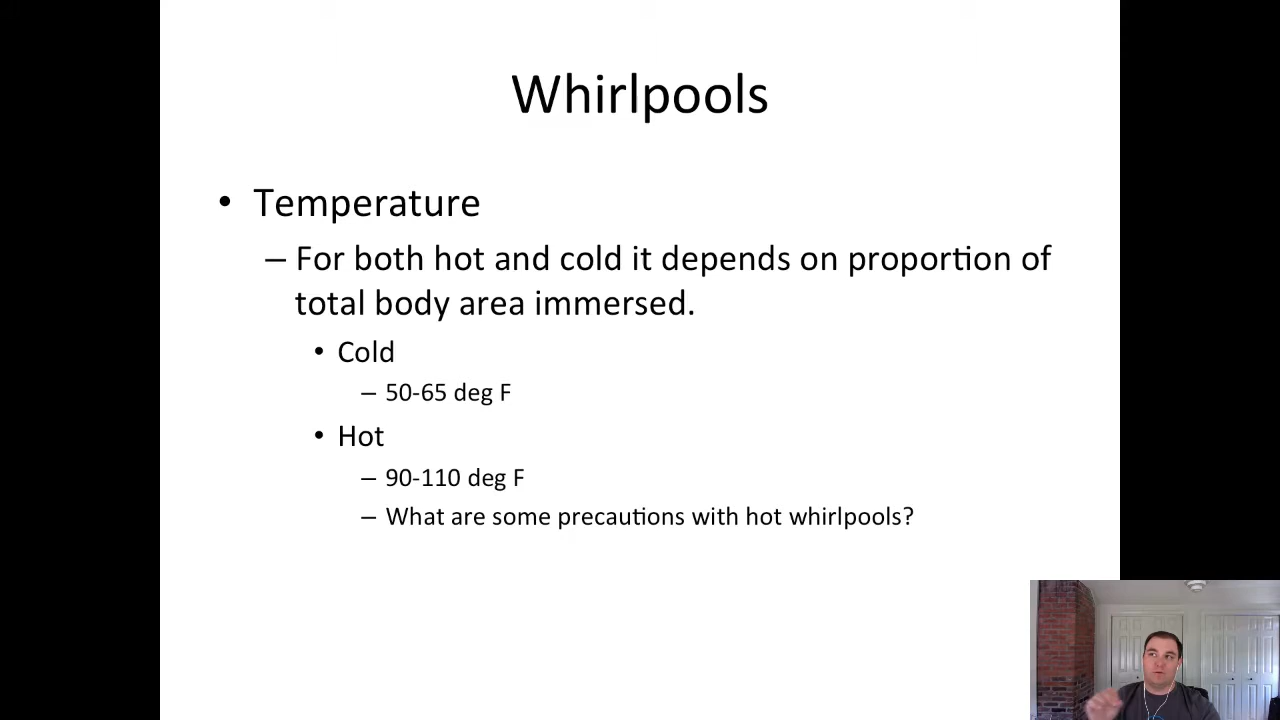 Whirlpools
• Temperature
– For both hot and cold it depends on proportion of
total body area immersed.
• Cold
– 50-65 deg F
• Hot
– 90-110 deg F
– What are some precautions with hot whirlpools?